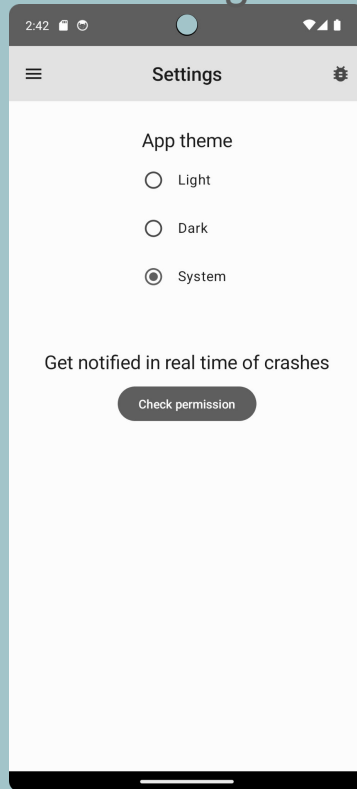 2:42
Settings
App theme
Light
Dark
System
Get notified in real time of crashes
Check permission